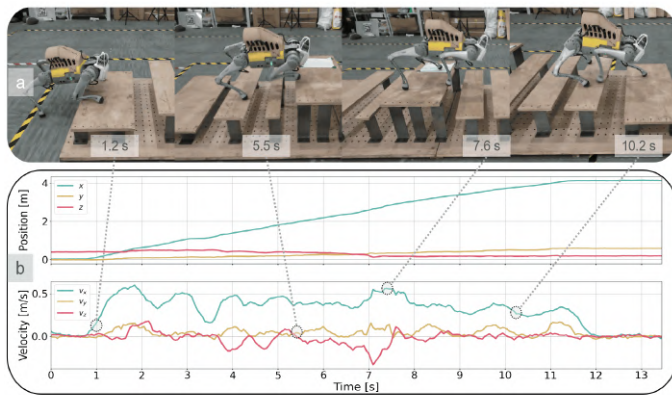 a
1.2 s
5.5 s
7.6 s
10.2 s
b
Position [m]
4
2
0
x
y
z
Velocity [m/s]
0.5
0.0
vx
vy
vz
0 1 2 3 4 5 6 7 8 9 10 11 12 13
Time [s]